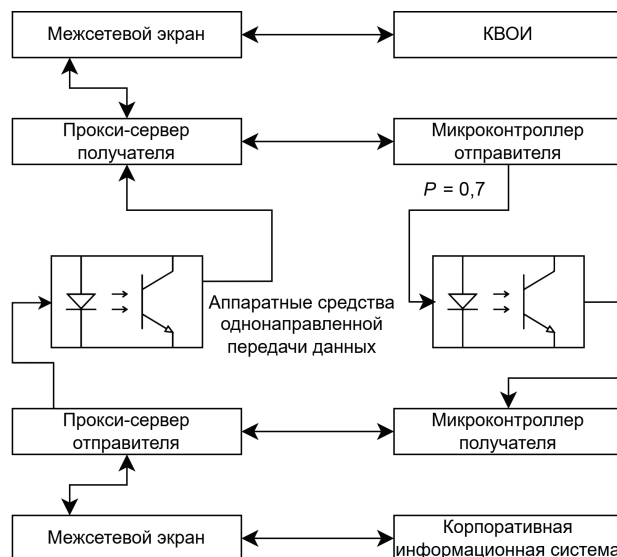 Межсетевой экран
КВОИ
Прокси-сервер
получателя
Микроконтроллер
отправителя
P = 0,7
Аппаратные средства
однонаправленной
передачи данных
Прокси-сервер
отправителя
Микроконтроллер
получателя
Межсетевой экран
Корпоративная
информационная система